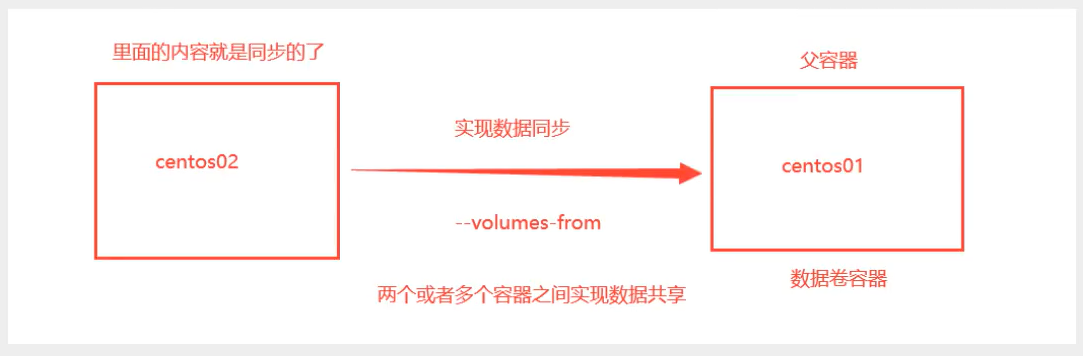 里面的内容就是同步的了
父容器
实现数据同步
centos02
centos01
--volumes-from
数据卷容器
两个或者多个容器之间实现数据共享